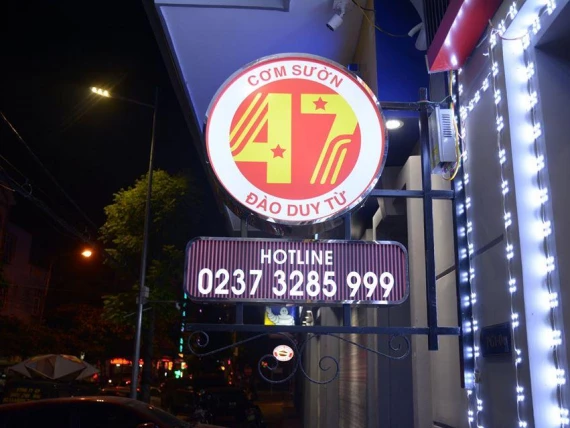 CƠM SƯỜN
47
ĐÀO DUY TỪ
HOTLINE
0237 3285 999